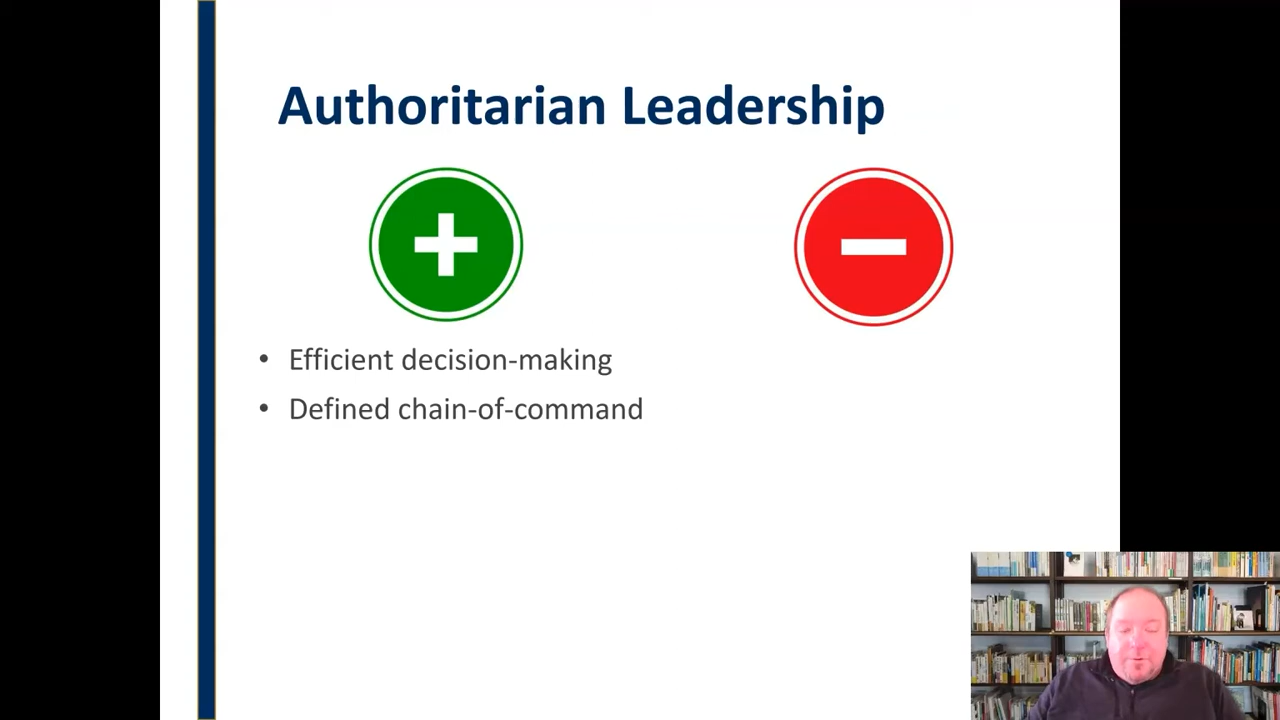 Authoritarian Leadership
• Efficient decision-making
• Defined chain-of-command